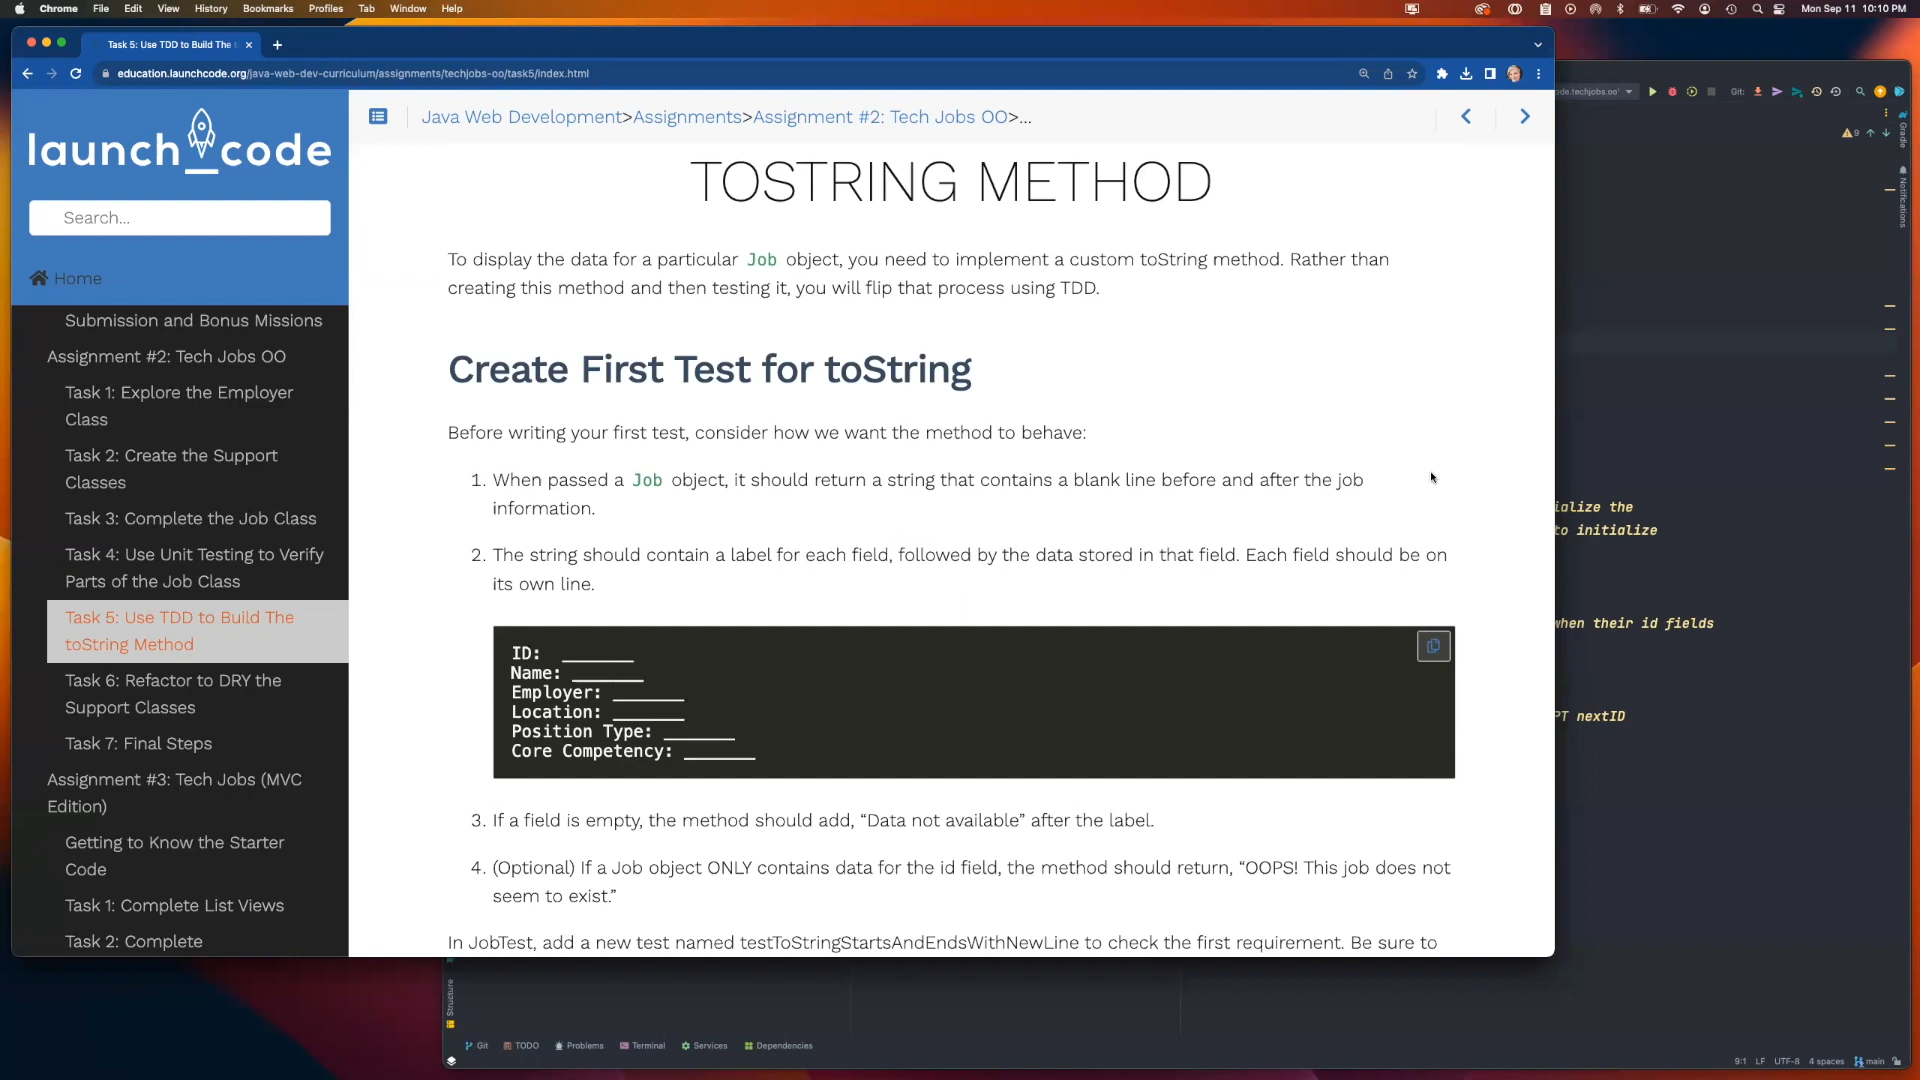 Chrome File Edit View History Bookmarks Profiles Tab Window Help
Mon Sep 11 10:10 PM
Task 5: Use TDD to Build The
education.launchcode.org/java-web-dev-curriculum/assignments/techjobs-oo/task5/index.html
launch code
Search...
Home
Submission and Bonus Missions
Assignment #2: Tech Jobs OO
Task 1: Explore the Employer
Class
Task 2: Create the Support
Classes
Task 3: Complete the Job Class
Task 4: Use Unit Testing to Verify
Parts of the Job Class
Task 5: Use TDD to Build The
toString Method
Task 6: Refactor to DRY the
Support Classes
Task 7: Final Steps
Assignment #3: Tech Jobs (MVC
Edition)
Getting to Know the Starter
Code
Task 1: Complete List Views
Task 2: Complete
Java Web Development>Assignments>Assignment #2: Tech Jobs OO>...
TOSTRING METHOD
To display the data for a particular Job object, you need to implement a custom toString method. Rather than
creating this method and then testing it, you will flip that process using TDD.
Create First Test for toString
Before writing your first test, consider how we want the method to behave:
1. When passed a Job object, it should return a string that contains a blank line before and after the job
information.
2. The string should contain a label for each field, followed by the data stored in that field. Each field should be on
its own line.
ID: _______
Name: _______
Employer: _______
Location: _______
Position Type: _______
Core Competency: _______
3. If a field is empty, the method should add, “Data not available” after the label.
4. (Optional) If a Job object ONLY contains data for the id field, the method should return, “OOPS! This job does not
seem to exist.”
In JobTest, add a new test named testToStringStartsAndEndsWithNewLine to check the first requirement. Be sure to
de.techjobs.oo'
Git:
9
Gradle
Notifications
ialize the
to initialize
when their id fields
PT nextID
Structure
Git TODO Problems Terminal Services Dependencies
9:1 LF UTF-8 4 spaces main